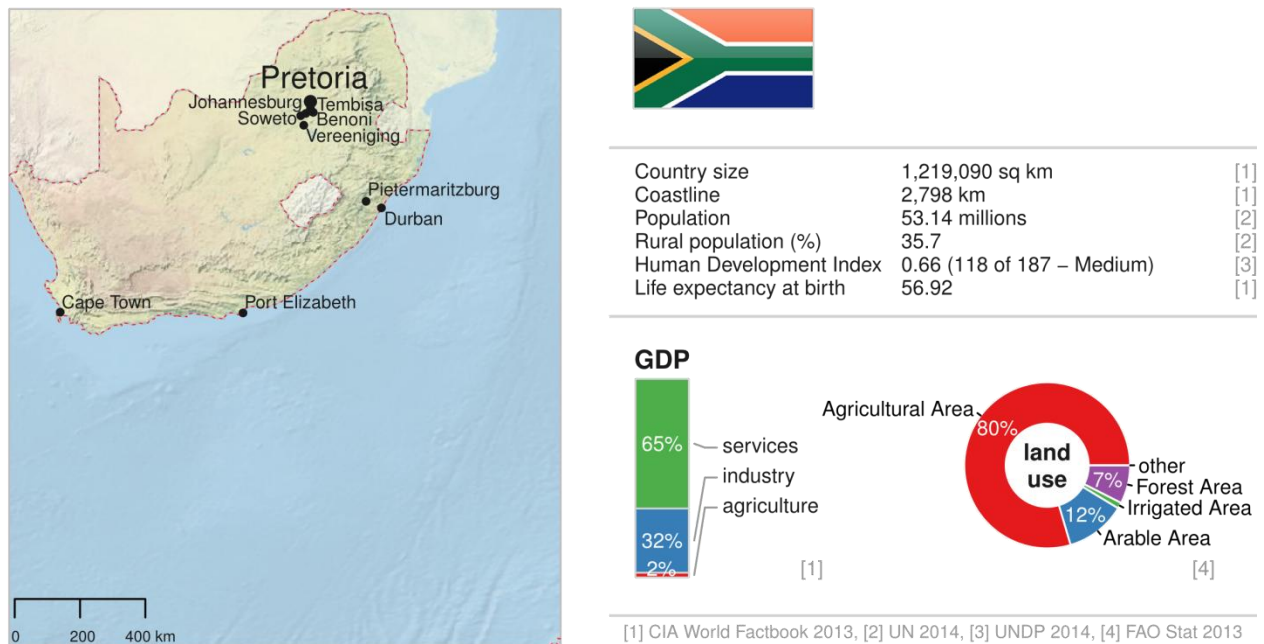 Pretoria
Johannesburg
Tembisa
Soweto
Benoni
Vereeniging
Pietermaritzburg
Durban
Cape Town
Port Elizabeth
0 200 400 km
Country size 1,219,090 sq km [1]
Coastline 2,798 km [1]
Population 53.14 millions [2]
Rural population (%) 35.7 [2]
Human Development Index 0.66 (118 of 187 – Medium) [3]
Life expectancy at birth 56.92 [1]
GDP
65%
services
industry
agriculture
32%
2%
[1]
Agricultural Area
80%
land
use
other
7%
Forest Area
Irrigated Area
12%
Arable Area
[4]
[1] CIA World Factbook 2013, [2] UN 2014, [3] UNDP 2014, [4] FAO Stat 2013